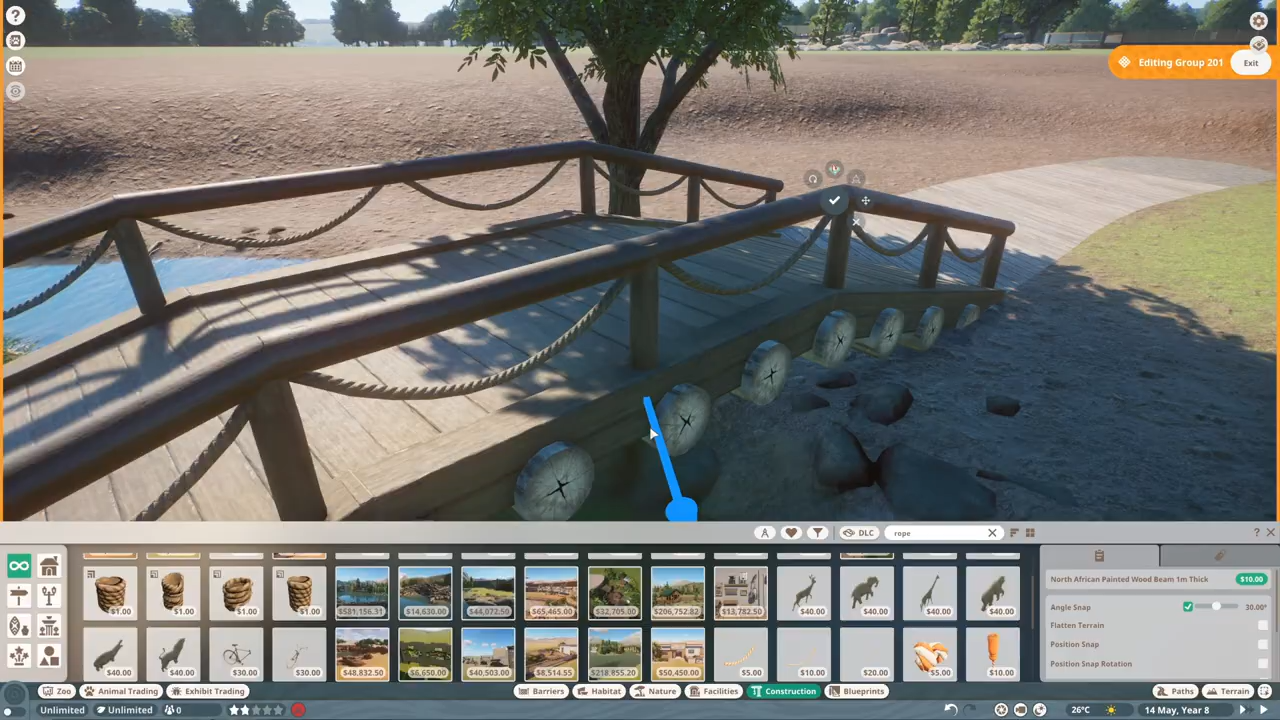 ?
Editing Group 201
Exit
DLC
rope
?
$1.00
$1.00
$1.00
$1.00
$581,156.31
$14,630.00
$44,072.50
$65,465.00
$32,705.00
$206,752.82
$13,782.50
$40.00
$40.00
$40.00
$40.00
$40.00
$40.00
$30.00
$30.00
$48,832.50
$6,650.00
$40,503.00
$8,514.55
$218,855.20
$50,450.00
$5.00
$10.00
$20.00
$5.00
$10.00
North African Painted Wood Beam 1m Thick
$10.00
Angle Snap
30.00°
Flatten Terrain
Position Snap
Position Snap Rotation
Zoo
Animal Trading
Exhibit Trading
Barriers
Habitat
Nature
Facilities
Construction
Blueprints
Paths
Terrain
Unlimited
Unlimited
0
26°C
14 May, Year 8